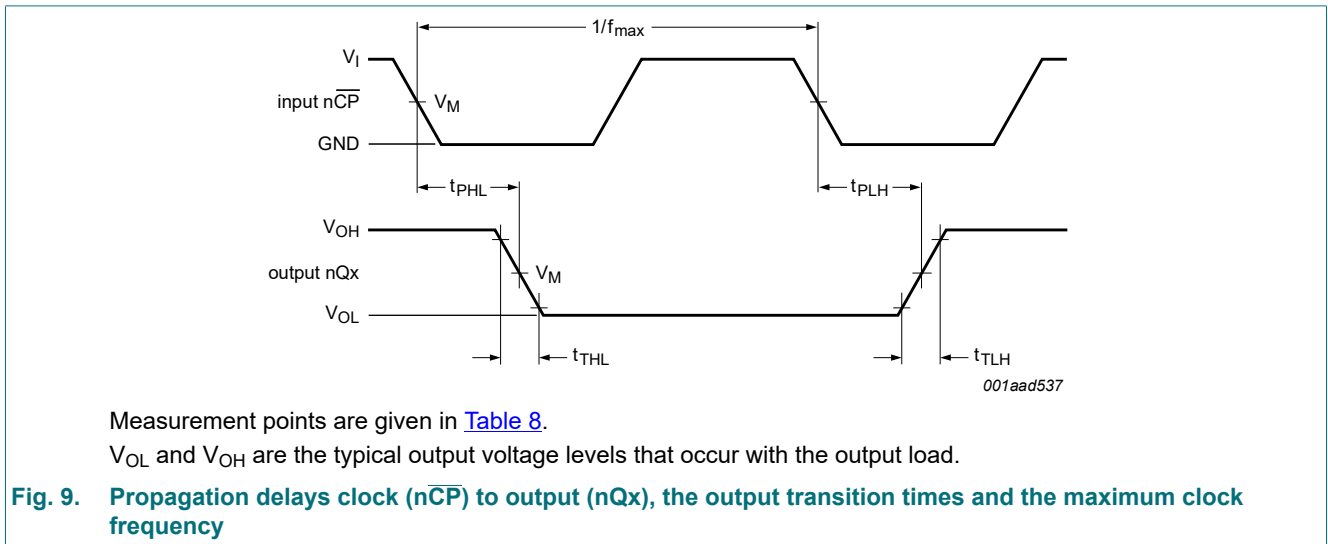 1/fmax
VI
input nC̅P̅
VM
GND
tPHL
tPLH
VOH
output nQx
VM
VOL
tTHL
tTLH
001aad537
Measurement points are given in Table 8.
VOL and VOH are the typical output voltage levels that occur with the output load.
Fig. 9. Propagation delays clock (nC̅P̅) to output (nQx), the output transition times and the maximum clock
frequency